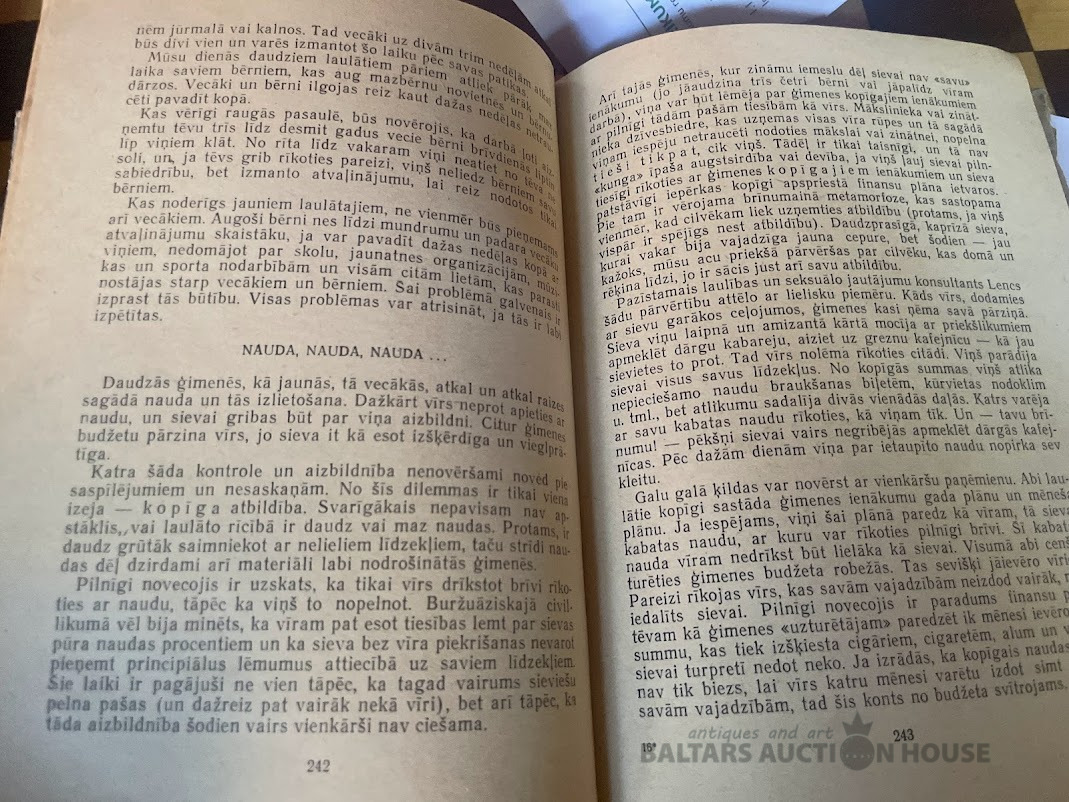 nēm jūrmalā vai kalnos. Tad vecāki uz divām trim nedēļām
būs divi vien un varēs izmantot šo laiku pēc savas patikas.
Mūsu dienās daudziem laulātiem pāriem atliek pārāk maz
laika saviem bērniem, kas aug mazbērnu novietnēs un bērnu-
dārzos. Vecāki un bērni ilgojas reiz kaut dažas nedēļas netrau-
cēti pavadīt kopā.
Kas vērīgi raugās pasaulē, būs novērojis, ka darbā ļoti aiz-
ņemtu tēvu trīs līdz desmit gadus vecie bērni brīvdienās lipin
līp viņiem klāt. No rīta līdz vakaram viņi neatiet no tēva ne
soli, un, ja tēvs grib rīkoties pareizi, viņš neliedz bērniem savu
sabiedrību, bet izmanto atvaļinājumu, lai reiz nodotos tikai
bērniem.
Kas noderīgs jauniem laulātajiem, ne vienmēr būs pieņemams
arī vecākiem. Augoši bērni nes līdzi mundrumu un padara vecāku
atvaļinājumu skaistāku, ja var pavadīt dažas nedēļas kopā ar
viņiem, nedomājot par skolu, jaunatnes organizācijām, mūzi-
kas un sporta nodarbībām un visām citām lietām, kas parasti
nostājas starp vecākiem un bērniem. Šai problēmā galvenais ir
izprast tās būtību. Visas problēmas var atrisināt, ja tās ir labi
izpētītas.
NAUDA, NAUDA, NAUDA ...
Daudzās ģimenēs, kā jaunās, tā vecākās, atkal un atkal raizes
sagādā nauda un tās izlietošana. Dažkārt vīrs neprot apieties ar
naudu, un sievai gribas būt par viņa aizbildni. Citur ģimenes
budžetu pārzina vīrs, jo sieva it kā esot izšķērdīga un vieglprā-
tīga.
Katra šāda kontrole un aizbildnība nenovēršami noved pie
saspīlējumiem un nesaskaņām. No šīs dilemmas ir tikai viena
izeja — kopīga atbildība. Svarīgākais nepavisam nav ap-
stāklis, vai laulāto rīcībā ir daudz vai maz naudas. Protams, ir
daudz grūtāk saimniekot ar nelieliem līdzekļiem, taču strīdi nau-
das dēļ dzirdami arī materiāli labi nodrošinātās ģimenēs.
Pilnīgi novecojis ir uzskats, ka tikai vīrs drīkstot brīvi rīko-
ties ar naudu, tāpēc ka viņš to nopelnot. Buržuāziskajā civil-
likumā vēl bija minēts, ka vīram pat esot tiesības lemt par sievas
pūra naudas procentiem un ka sieva bez vīra piekrišanas nevarot
pieņemt principiālus lēmumus attiecībā uz saviem līdzekļiem.
Šie laiki ir pagājuši ne vien tāpēc, ka tagad vairums sieviešu
pelna pašas (un dažreiz pat vairāk nekā vīri), bet arī tāpēc, ka
tāda aizbildnība šodien vairs vienkārši nav ciešama.
242
Arī tajās ģimenēs, kur zināmu iemeslu dēļ sievai nav «savu»
ienākumu (jo jāaudzina trīs četri bērni vai jāpalīdz vīram
darbā), viņa var būt lēmēja par ģimenes kopīgajiem ienākumiem
ar pilnīgi tādām pašām tiesībām kā vīrs. Mākslinieka vai zināt-
nieka dzīvesbiedre, kas uzņemas visas vīra rūpes un tā sagādā
viņam iespēju netraucēti nodoties mākslai vai zinātnei, nopelna
tieši tikpat, cik viņš. Tādēļ ir tikai taisnīgi, un tā nav
«kunga» īpaša augstsirdība vai devība, ja viņš ļauj sievai piln-
tiesīgi rīkoties ar ģimenes kopīgajiem ienākumiem un sieva
patstāvīgi iepērkas kopīgi apspriestā finansu plāna ietvaros.
Pie tam ir vērojama brīnumainā metamorfoze, kas sastopama
vienmēr, kad cilvēkam liek uzņemties atbildību (protams, ja viņš
vispār ir spējīgs nest atbildību). Daudzprasīgā, kaprīzā sieva,
kurai vakar bija vajadzīga jauna cepure, bet šodien — jau
kažoks, mūsu acu priekšā pārvēršas par cilvēku, kas domā un
rēķina līdzi, jo ir sācis just arī savu atbildību.
Pazīstamais laulības un seksuālo jautājumu konsultants Lencs
šādu pārvērtību attēlo ar lielisku piemēru. Kāds vīrs, dodamies
ar sievu garākos ceļojumos, ģimenes kasi ņēma savā pārziņā.
Sieva viņu laipnā un amizantā kārtā mocīja ar priekšlikumiem
apmeklēt dārgu kabareju, aiziet uz greznu kafejnīcu — kā jau
sievietes to prot. Tad vīrs nolēma rīkoties citādi. Viņš parādīja
sievai visus savus līdzekļus. No kopīgās summas viņš atlika
nepieciešamo naudu braukšanas biļetēm, kūrvietas nodoklim
u. tml., bet atlikumu sadalīja divās vienādās daļās. Katrs varēja
ar savu kabatas naudu rīkoties, kā viņam tīk. Un — tavu brī-
numu! — pēkšņi sievai vairs negribējās apmeklēt dārgās kafej-
nīcas. Pēc dažām dienām viņa par ietaupīto naudu nopirka sev
kleitu.
Galu galā ķildas var novērst ar vienkāršu paņēmienu. Abi lau-
lātie kopīgi sastāda ģimenes ienākumu gada plānu un mēneša
plānu. Ja iespējams, viņi šai plānā paredz kā vīram, tā sievai
kabatas naudu, ar kuru var rīkoties pilnīgi brīvi. Šī kabatas
nauda vīram nedrīkst būt lielāka kā sievai. Visumā abi cenš
turēties ģimenes budžeta robežās. Tas sevišķi jāievēro vīri
Pareizi rīkojas vīrs, kas savām vajadzībām neizdod vairāk,
iedalīts sievai. Pilnīgi novecojis ir paradums finansu p
tēvam kā ģimenes «uzturētājam» paredzēt ik mēnesi ievēro
summu, kas tiek izšķiesta cigāriem, cigaretēm, alum un v
sievai turpretī nedot neko. Ja izrādās, ka kopīgais naudas
nav tik biezs, lai vīrs katru mēnesi varētu izdot simt
savām vajadzībām, tad šis konts no budžeta svītrojams.
16*
243
antiques and art
BALTARS AUCTION HOUSE